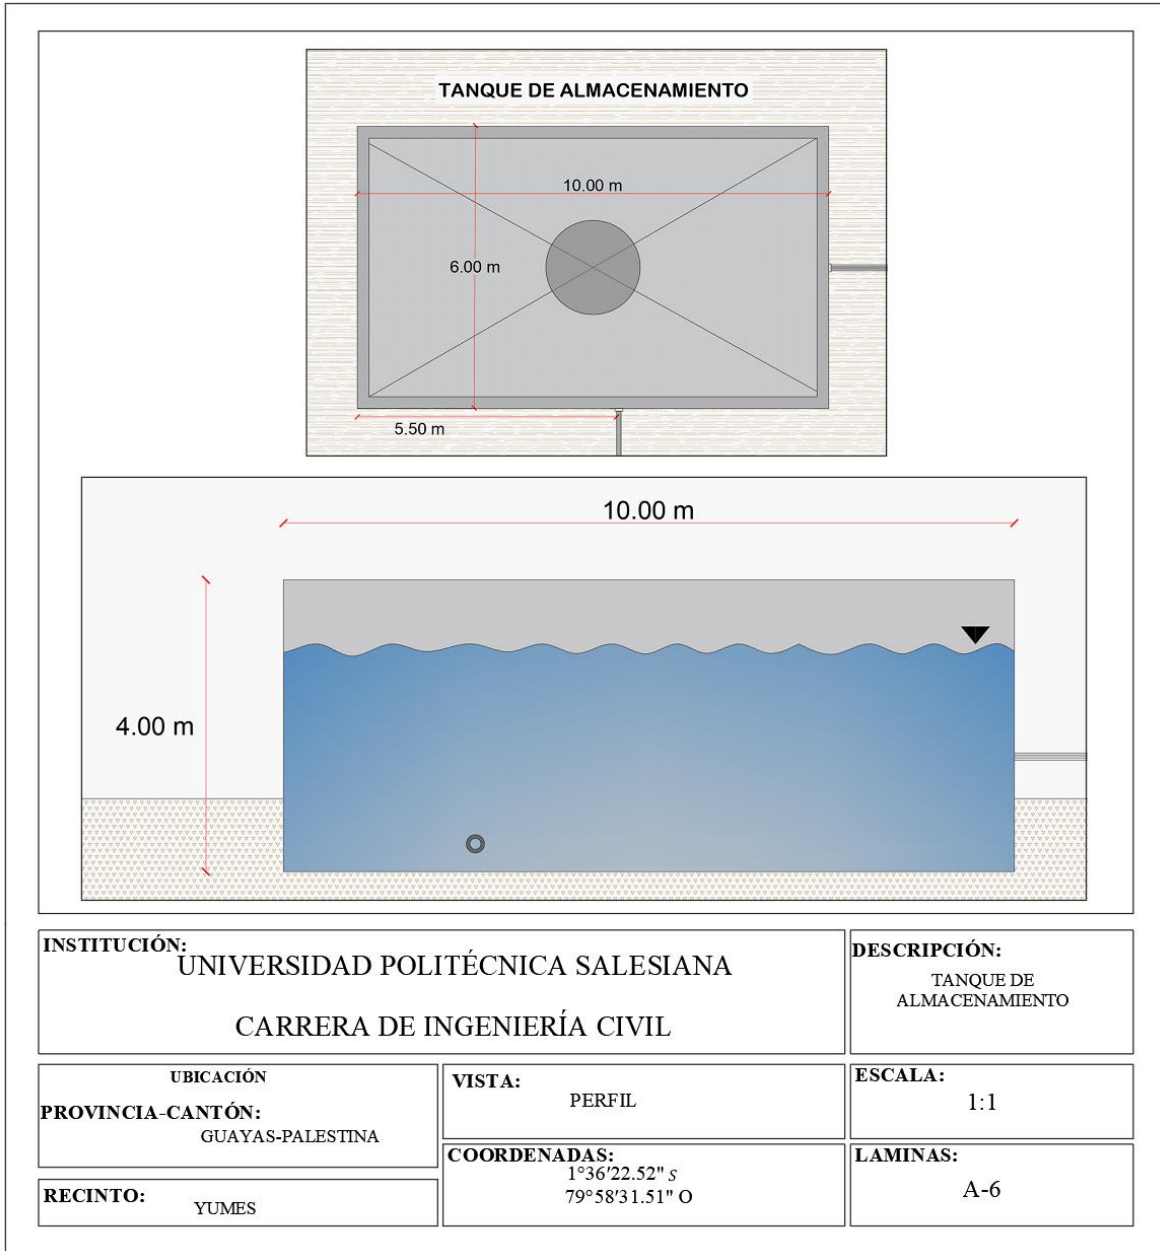 TANQUE DE ALMACENAMIENTO
10.00 m
6.00 m
5.50 m
10.00 m
4.00 m
INSTITUCIÓN:
UNIVERSIDAD POLITÉCNICA SALESIANA
CARRERA DE INGENIERÍA CIVIL
DESCRIPCIÓN:
TANQUE DE
ALMACENAMIENTO
UBICACIÓN
PROVINCIA-CANTÓN:
GUAYAS-PALESTINA
RECINTO:
YUMES
VISTA:
PERFIL
COORDENADAS:
1°36'22.52" S
79°58'31.51" O
ESCALA:
1:1
LAMINAS:
A-6